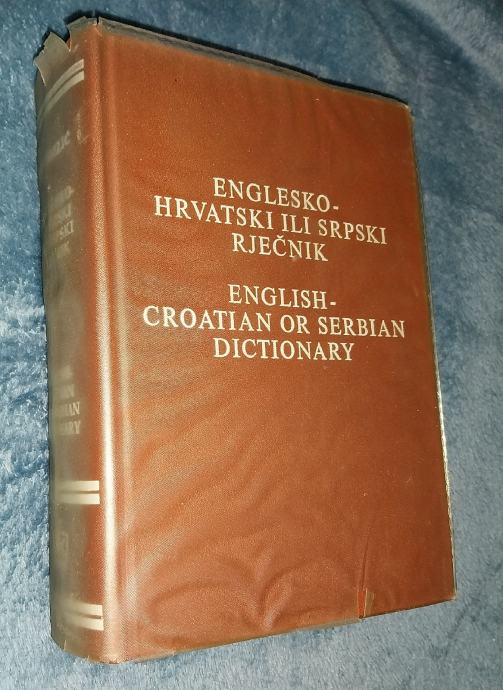 ENGLESKO-
HRVATSKI ILI SRPSKI
RJEČNIK
ENGLISH-
CROATIAN OR SERBIAN
DICTIONARY